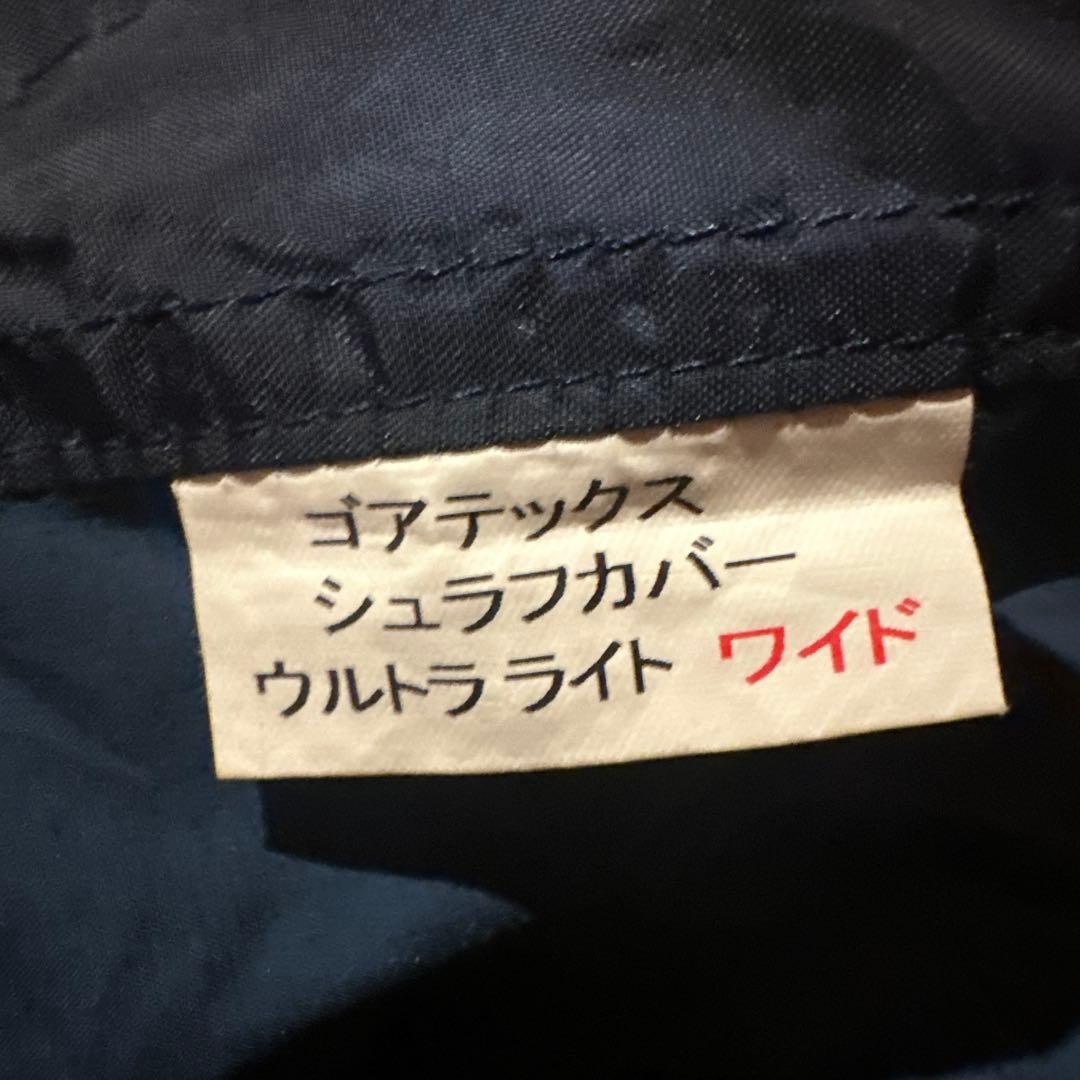 ゴアテックス
シュラフカバー
ウルトラライト ワイド